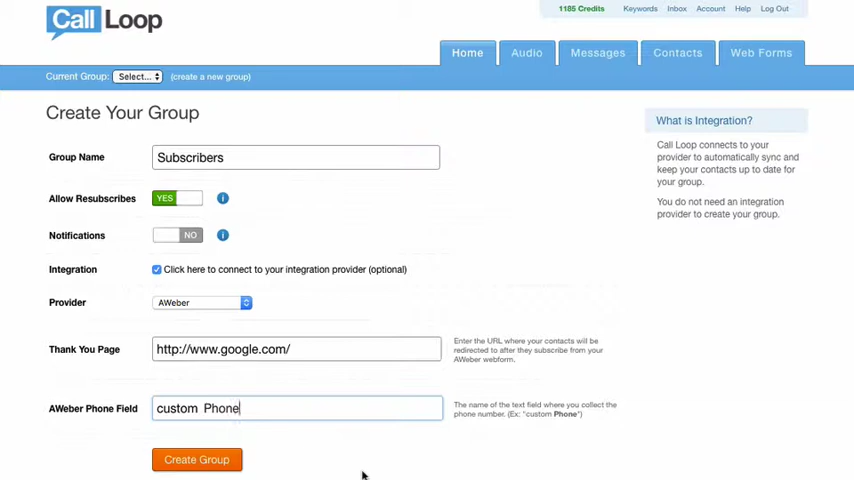 Call Loop
1185 Credits Keywords Inbox Account Help Log Out
Home Audio Messages Contacts Web Forms
Current Group: Select... (create a new group)
Create Your Group
What is Integration?
Call Loop connects to your
provider to automatically sync and
keep your contacts up to date for
your group.
You do not need an integration
provider to create your group.
Group Name Subscribers
Allow Resubscribes YES i
Notifications NO i
Integration Click here to connect to your integration provider (optional)
Provider AWeber
Thank You Page http://www.google.com/
Enter the URL where your contacts will be
redirected to after they subscribe from your
AWeber webform.
AWeber Phone Field custom Phone
The name of the text field where you collect the
phone number. (Ex: "custom Phone")
Create Group